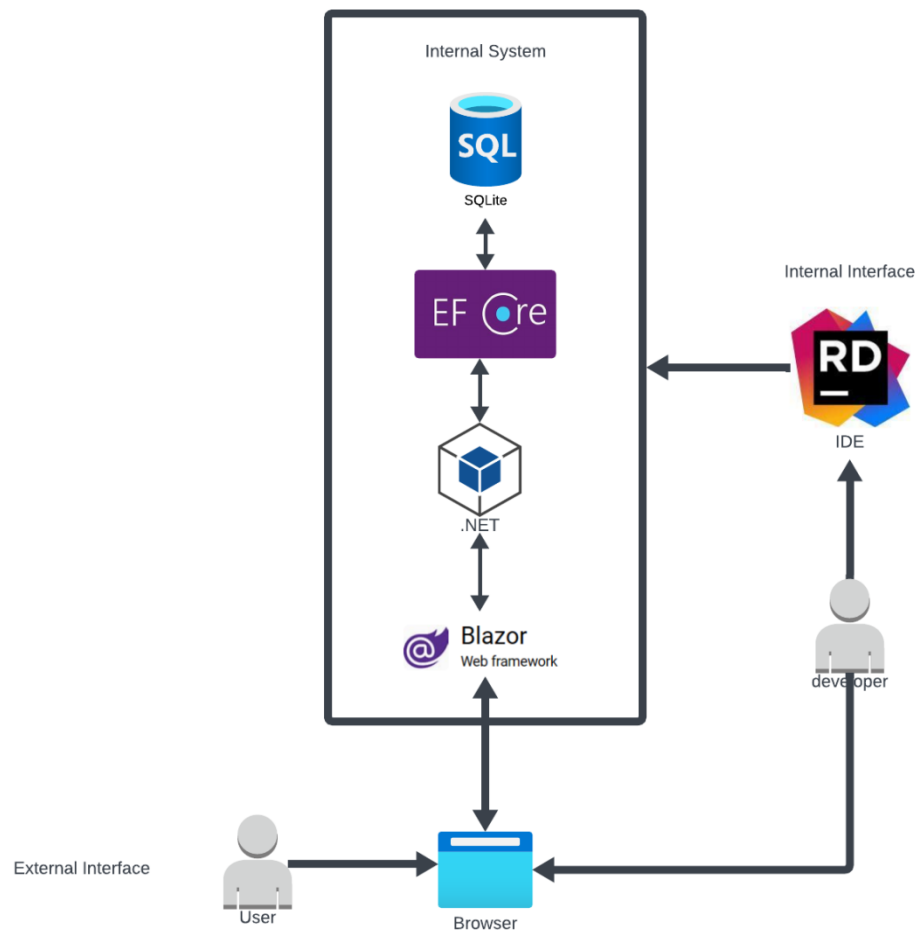 Internal System
SQL
SQLite
Internal Interface
EF Core
RD
IDE
.NET
@ Blazor
Web framework
developer
External Interface
User
Browser